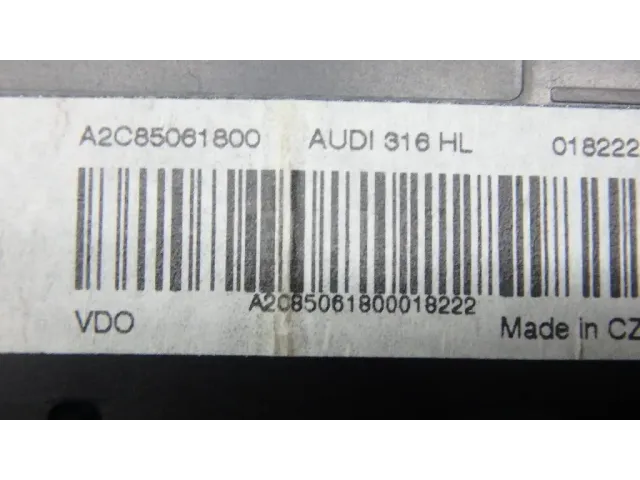 A2C85061800 AUDI 316 HL 018222
A2C85061800018222
VDO Made in CZ